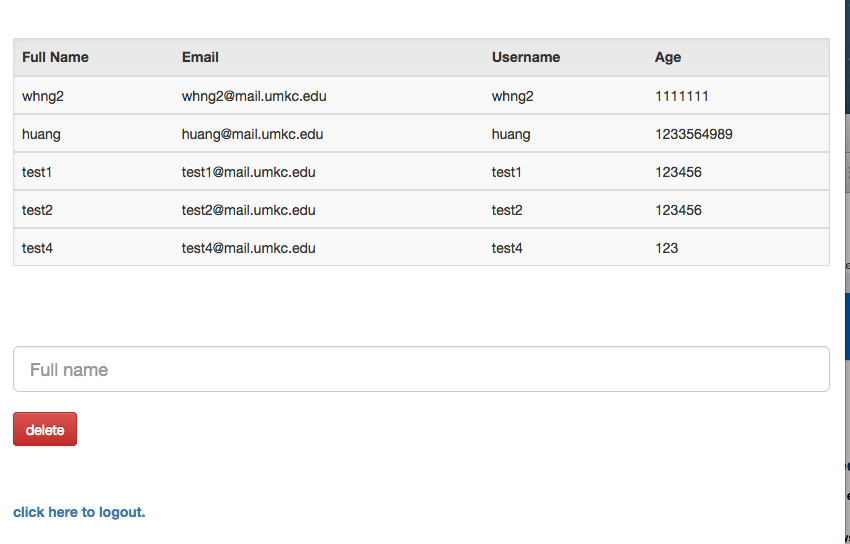 Full Name Email Username Age
whng2 whng2@mail.umkc.edu whng2 1111111
huang huang@mail.umkc.edu huang 1233564989
test1 test1@mail.umkc.edu test1 123456
test2 test2@mail.umkc.edu test2 123456
test4 test4@mail.umkc.edu test4 123
Full name
delete
click here to logout.